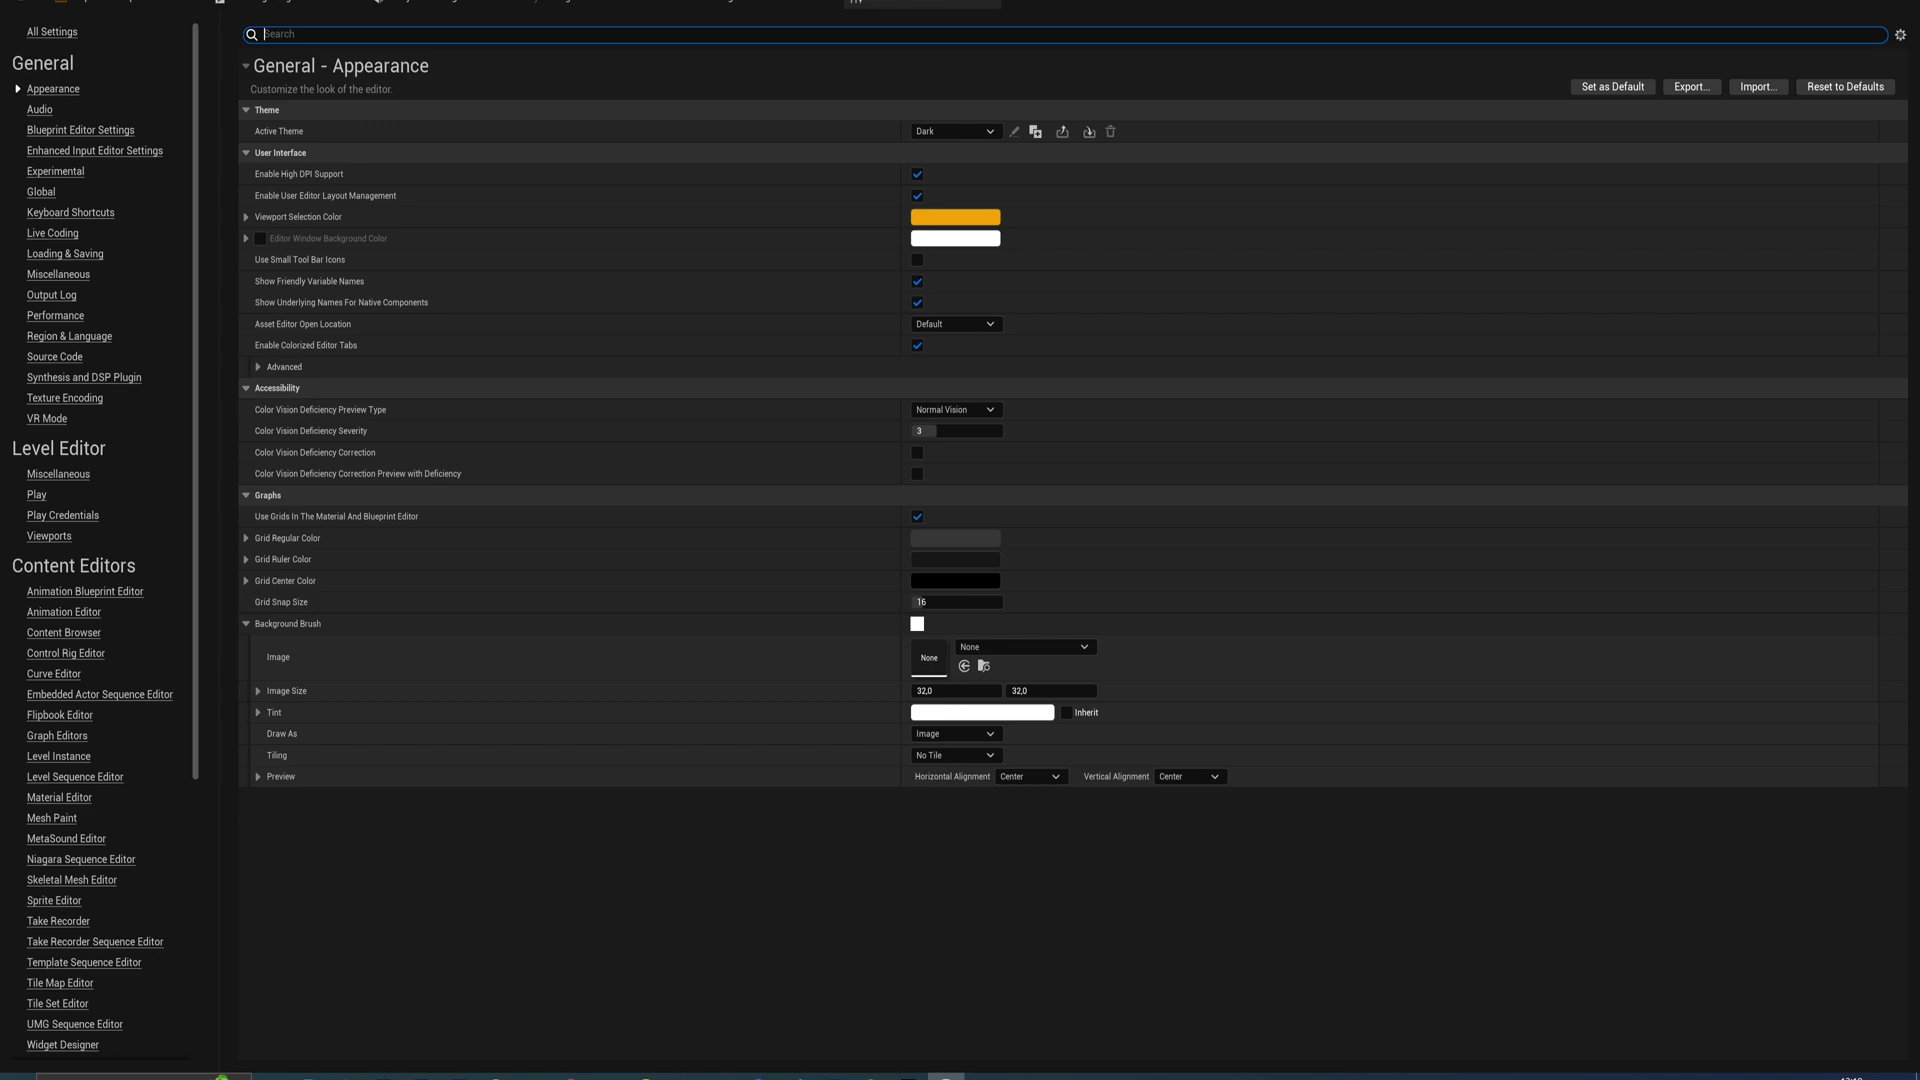 All Settings
General
Appearance
Audio
Blueprint Editor Settings
Enhanced Input Editor Settings
Experimental
Global
Keyboard Shortcuts
Live Coding
Loading & Saving
Miscellaneous
Output Log
Performance
Region & Language
Source Code
Synthesis and DSP Plugin
Texture Encoding
VR Mode
Level Editor
Miscellaneous
Play
Play Credentials
Viewports
Content Editors
Animation Blueprint Editor
Animation Editor
Content Browser
Control Rig Editor
Curve Editor
Embedded Actor Sequence Editor
Flipbook Editor
Graph Editors
Level Instance
Level Sequence Editor
Material Editor
Mesh Paint
MetaSound Editor
Niagara Sequence Editor
Skeletal Mesh Editor
Sprite Editor
Take Recorder
Take Recorder Sequence Editor
Template Sequence Editor
Tile Map Editor
Tile Set Editor
UMG Sequence Editor
Widget Designer
Search
General - Appearance
Customize the look of the editor.
Set as Default Export... Import... Reset to Defaults
Theme
Active Theme Dark
User Interface
Enable High DPI Support
Enable User Editor Layout Management
Viewport Selection Color
Editor Window Background Color
Use Small Tool Bar Icons
Show Friendly Variable Names
Show Underlying Names For Native Components
Asset Editor Open Location Default
Enable Colorized Editor Tabs
Advanced
Accessibility
Color Vision Deficiency Preview Type Normal Vision
Color Vision Deficiency Severity 3
Color Vision Deficiency Correction
Color Vision Deficiency Correction Preview with Deficiency
Graphs
Use Grids In The Material And Blueprint Editor
Grid Regular Color
Grid Ruler Color
Grid Center Color
Grid Snap Size 16
Background Brush
Image None None
Image Size 32,0 32,0
Tint Inherit
Draw As Image
Tiling No Tile
Preview Horizontal Alignment Center Vertical Alignment Center